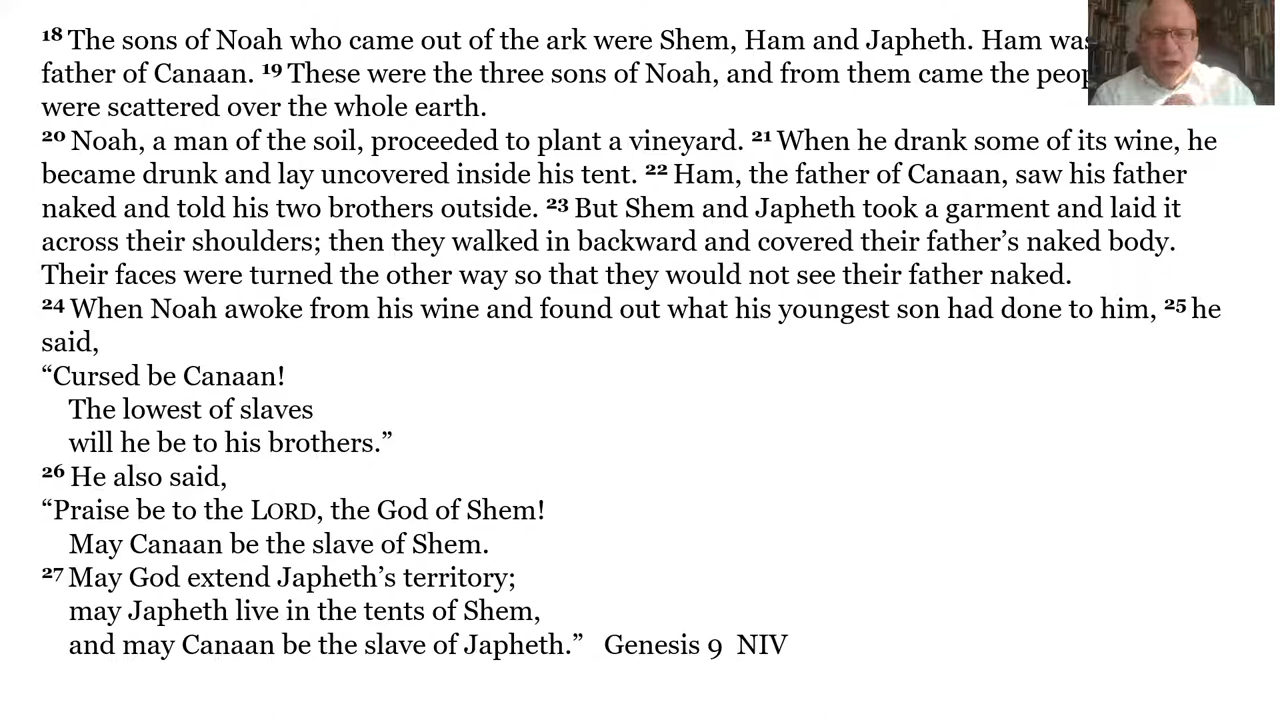 18 The sons of Noah who came out of the ark were Shem, Ham and Japheth. Ham was
father of Canaan. 19 These were the three sons of Noah, and from them came the
were scattered over the whole earth.
20 Noah, a man of the soil, proceeded to plant a vineyard. 21 When he drank some of its wine, he
became drunk and lay uncovered inside his tent. 22 Ham, the father of Canaan, saw his father
naked and told his two brothers outside. 23 But Shem and Japheth took a garment and laid it
across their shoulders; then they walked in backward and covered their father’s naked body.
Their faces were turned the other way so that they would not see their father naked.
24 When Noah awoke from his wine and found out what his youngest son had done to him, 25 he
said,
“Cursed be Canaan!
The lowest of slaves
will he be to his brothers.”
26 He also said,
“Praise be to the LORD, the God of Shem!
May Canaan be the slave of Shem.
27 May God extend Japheth’s territory;
may Japheth live in the tents of Shem,
and may Canaan be the slave of Japheth.” Genesis 9 NIV